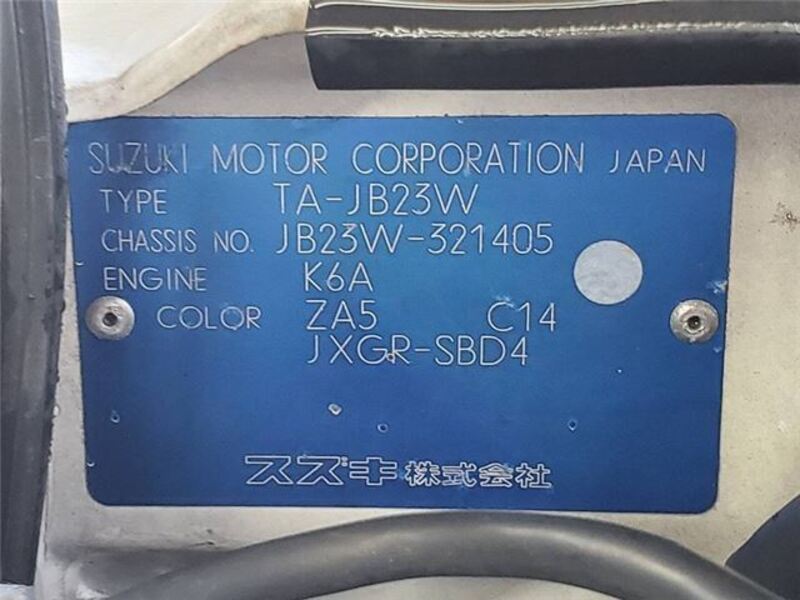 SUZUKI MOTOR CORPORATION JAPAN
TYPE TA-JB23W
CHASSIS NO. JB23W-321405
ENGINE K6A
COLOR ZA5 C14
JXGR-SBD4
スズキ株式会社